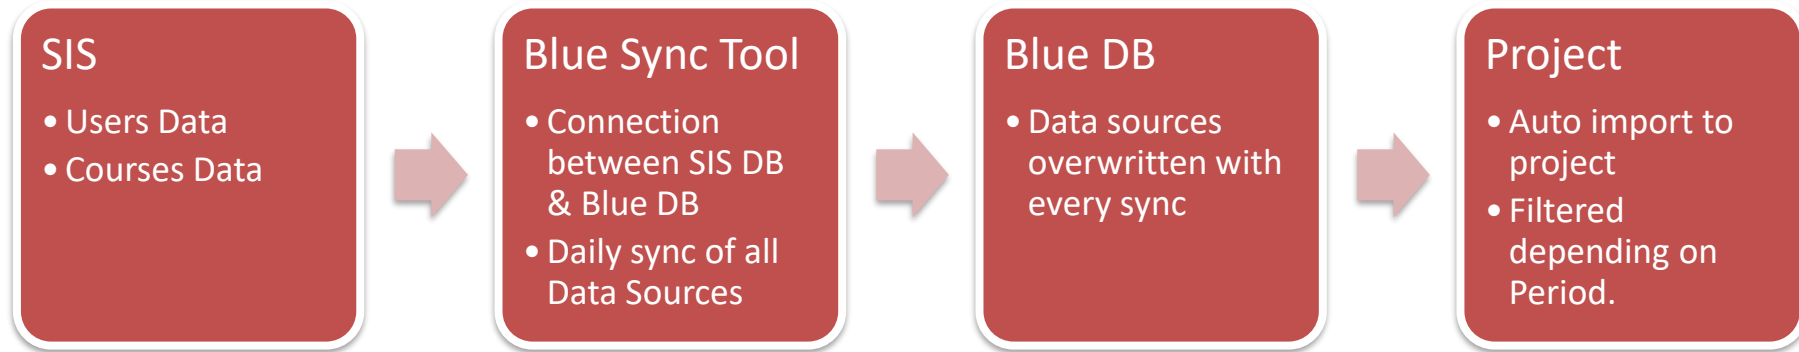 SIS
• Users Data
• Courses Data
Blue Sync Tool
• Connection
between SIS DB
& Blue DB
• Daily sync of all
Data Sources
Blue DB
• Data sources
overwritten with
every sync
Project
• Auto import to
project
• Filtered
depending on
Period.